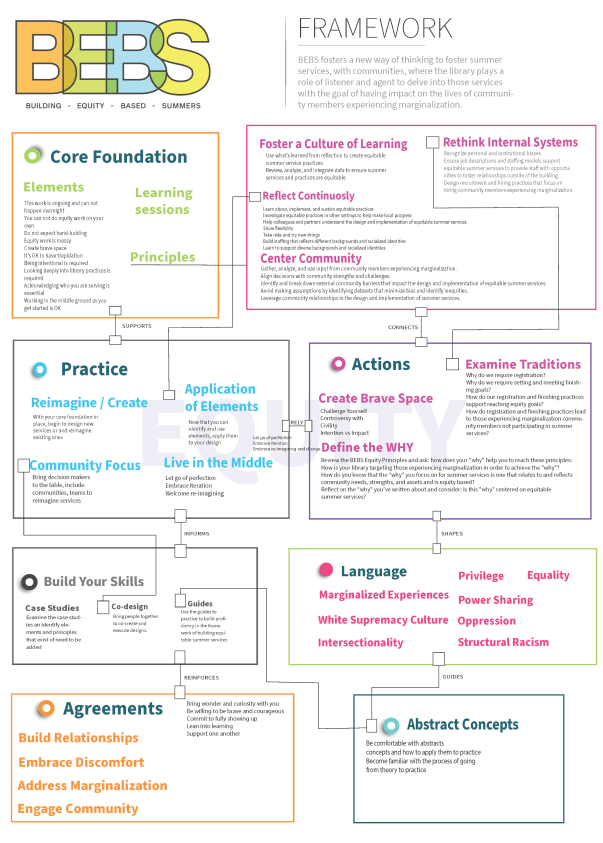 BEBS
BUILDING - EQUITY - BASED - SUMMERS
FRAMEWORK
BEBS fosters a new way of thinking to foster summer
services, with communities, where the library plays a
role of listener and agent to delve into those services
with the goal of having impact on the lives of communi-
ty members experiencing marginalization.
Core Foundation
Elements
This work is ongoing and can not
happen overnight
You can not do equity work on your
own
Do not expect hand-holding
Equity work is messy
Create brave space
It's OK to have trepidation
Being intentional is required
Looking deeply into library practices is
required
Acknowledging who you are serving is
essential
Working in the middle ground as you
get started is OK
Learning
sessions
Principles
Foster a Culture of Learning
Use what's learned from reflection to create equitable
summer service practices.
Review, analyze, and integrate data to ensure summer
services and practices are equitable.
Rethink Internal Systems
Recognize personal and institutional biases.
Ensure job descriptions and staffing models support
equitable summer services to provide staff with opportu-
nities to foster relationships outside of the building.
Design recruitment and hiring practices that focus on
hiring community members experiencing marginalization.
Reflect Continuosly
Learn about, implement, and sustain equitable practices
Investigate equitable practices in other settings to help make local progress
Help colleagues and partners understand the design and implementation of equitable summer services
Show flexibility
Take risks and try new things
Build staffing that reflects different backgrounds and socialized identities
Learn to support diverse backgrounds and socialized identities
Center Community
Gather, analyze, and use input from community members experiencing marginalization.
Align decisions with community strengths and challenges.
Identify and break down external community barriers that impact the design and implementation of equitable summer services.
Avoid making assumptions by identifying datasets that minimize bias and identify inequities.
Leverage community relationships in the design and implementation of summer services.
SUPPORTS
CONNECTS
EQUITY
Practice
Reimagine / Create
With your core foundation in
place, begin to design new
services or and reimagine
existing ones
Application
of Elements
Now that you can
identify and use
elements, apply them
to your design
Community Focus
Bring decision makers
to the table, include
communities, teams to
reimagine services
Live in the Middle
Let go of perfection
Embrace Iteration
Welcome re-imagining
RELY
Let go of perfection
Embrace Iteration
Embrace re-imagining and change
Actions
Create Brave Space
Challenge Yourself
Controversy with
Civility
Intention vs Impact
Examine Traditions
Why do we require registration?
Why do we require setting and meeting finish-
ing goals?
How do our registration and finishing practices
support reaching equity goals?
How do registration and finishing practices lead
to more or less marginalization commu-
nity members not participating in summer
services?
Define the WHY
Review the BEBS Equity Principles and ask: how does your "why" help you to reach these principles:
How is your library targeting those experiencing marginalization in order to achieve the "why"?
How do you know that the "why" you focus on for summer services is one that relates to and reflects
community needs, strengths, and assets and is equity based?
Reflect on the "why" you've written about and consider: Is this "why" centered on equitable
summer services?
INFORMS
SHAPES
Build Your Skills
Case Studies
Examine the case stud-
ies an identify ele-
ments and principles
that exist of need to be
added
Co-design
Bring people together
to co-create and
execute designs.
Guides
Use the guides to
practice to build profi-
ciency in the frame-
work of building equi-
table summer services
Language
Marginalized Experiences
White Supremacy Culture
Intersectionality
Privilege
Equality
Power Sharing
Oppression
Structural Racism
REINFORCES
GUIDES
Agreements
Bring wonder and curiosity with you
Be willing to be brave and courageous
Commit to fully showing up
Lean into learning
Support one another
Build Relationships
Embrace Discomfort
Address Marginalization
Engage Community
Abstract Concepts
Be comfortable with abstracts
concepts and how to apply them to practice
Become familiar with the process of going
from theory to practice